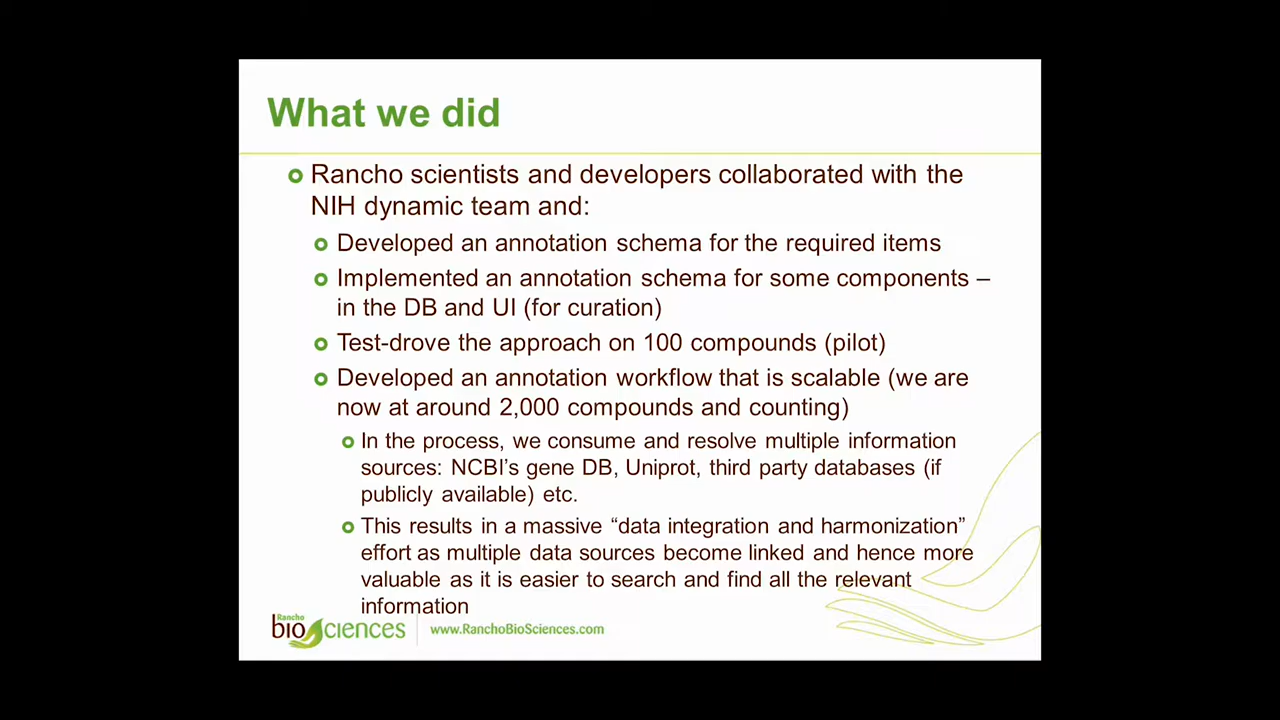 What we did
Rancho scientists and developers collaborated with the
NIH dynamic team and:
Developed an annotation schema for the required items
Implemented an annotation schema for some components –
in the DB and UI (for curation)
Test-drove the approach on 100 compounds (pilot)
Developed an annotation workflow that is scalable (we are
now at around 2,000 compounds and counting)
In the process, we consume and resolve multiple information
sources: NCBI’s gene DB, Uniprot, third party databases (if
publicly available) etc.
This results in a massive “data integration and harmonization”
effort as multiple data sources become linked and hence more
valuable as it is easier to search and find all the relevant
information
Rancho
bioSciences
www.RanchoBioSciences.com